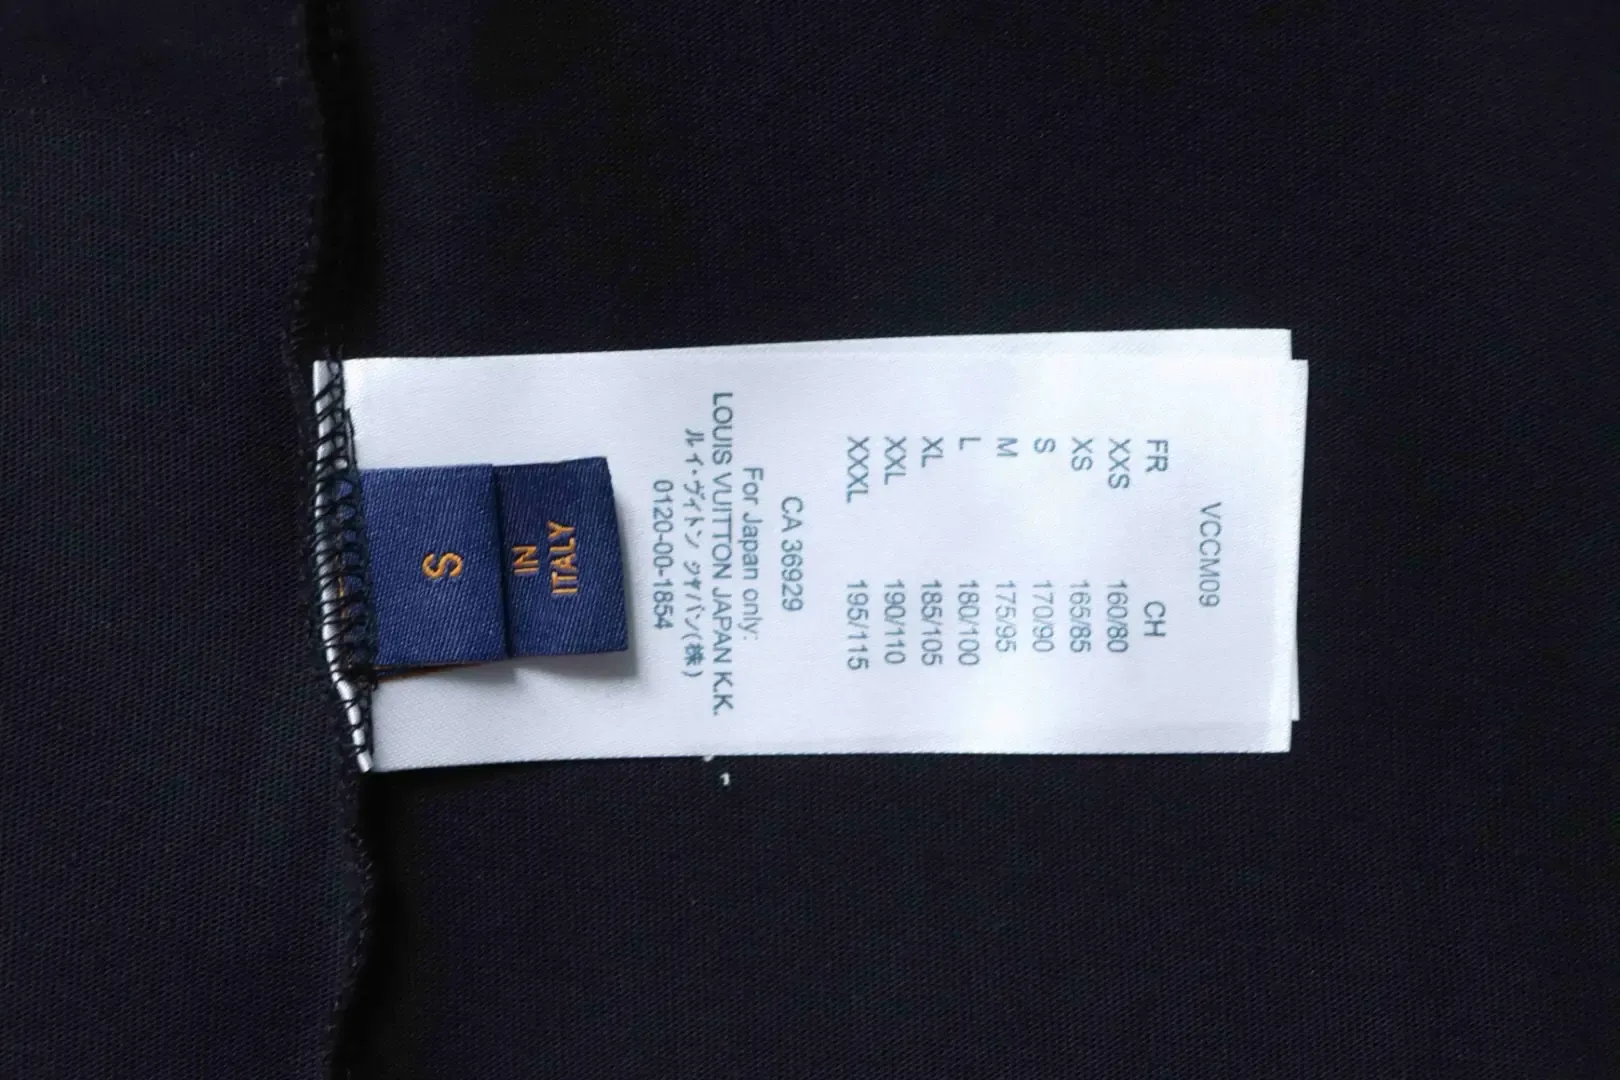 VCCM09
FR CH
XXS 160/80
XS 165/85
S 170/90
M 175/95
L 180/100
XL 185/105
XXL 190/110
XXXL 195/115
CA 36929
For Japan only:
LOUIS VUITTON JAPAN K.K.
ルイ・ヴィトン ジャパン(株)
0120-00-1854
S
IN
ITALY